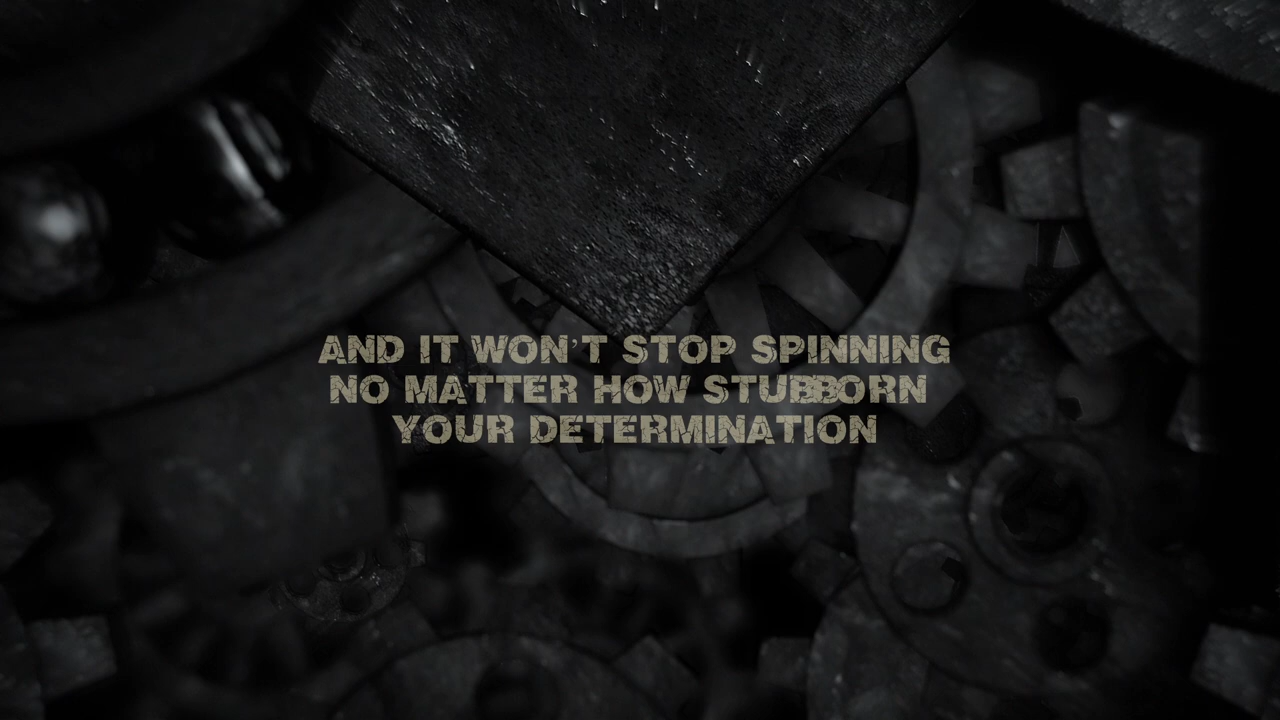 AND IT WON'T STOP SPINNING
NO MATTER HOW STUBBORN
YOUR DETERMINATION